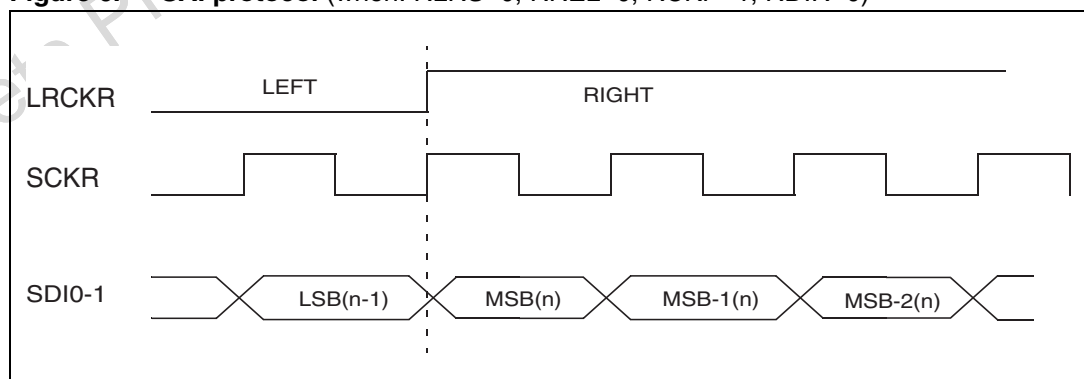 LRCKR
LEFT
RIGHT
SCKR
SDI0-1
LSB(n-1)
MSB(n)
MSB-1(n)
MSB-2(n)